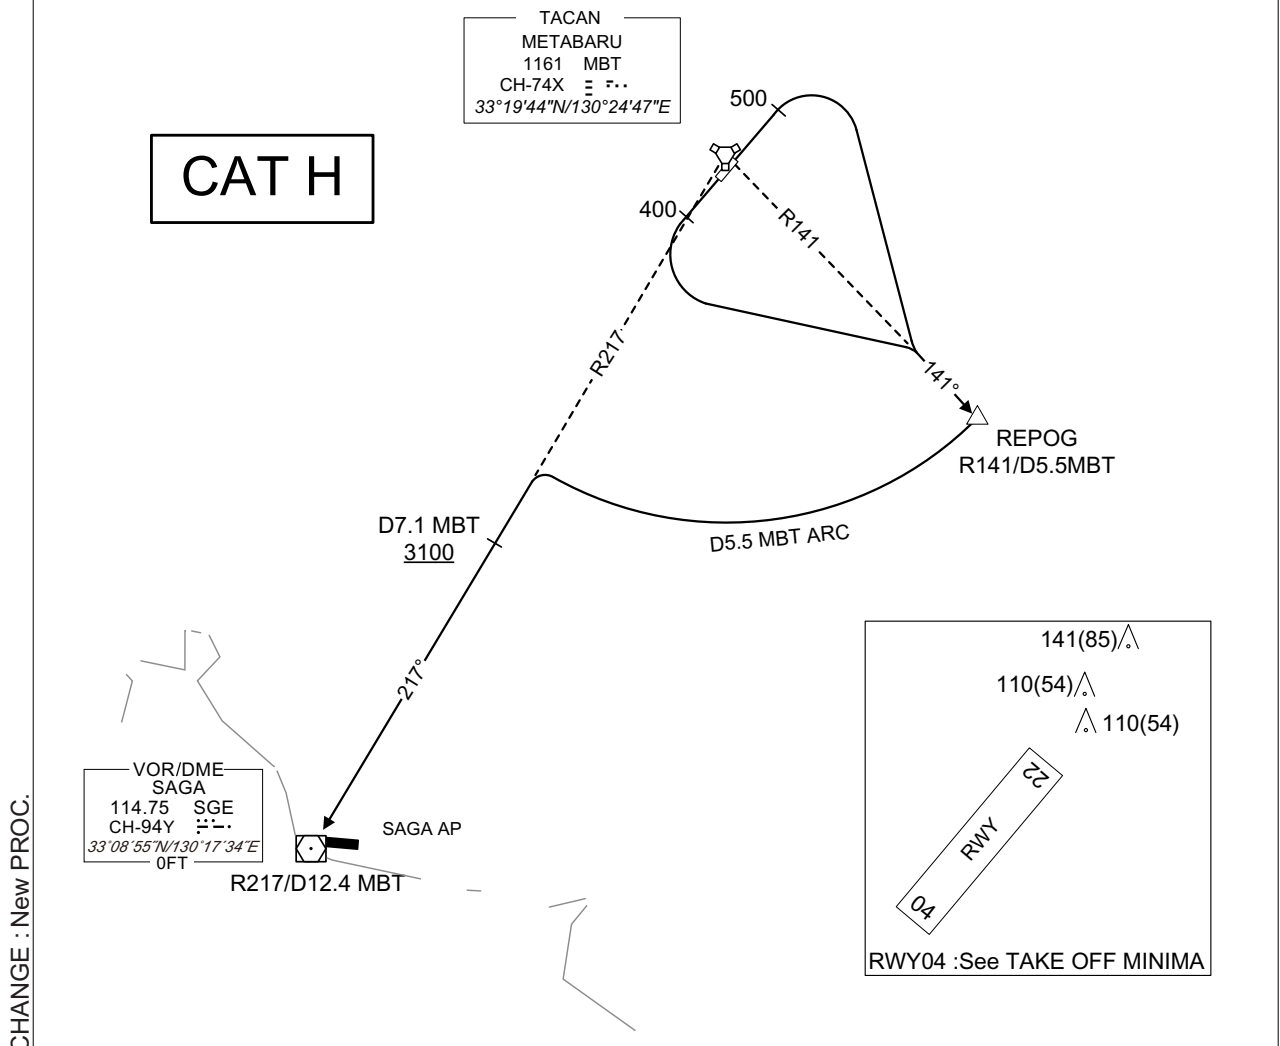 TACAN
METABARU
1161 MBT
CH-74X
33°19'44"N/130°24'47"E
CAT H
500
400
R141
R217
141°
REPOG
R141/D5.5MBT
D7.1 MBT
3100
D5.5 MBT ARC
217°
141(85)
110(54)
110(54)
22
RWY
04
RWY04 :See TAKE OFF MINIMA
VOR/DME
SAGA
114.75 SGE
CH-94Y
33°08'55"N/130°17'34"E
0FT
SAGA AP
R217/D12.4 MBT
CHANGE : New PROC.